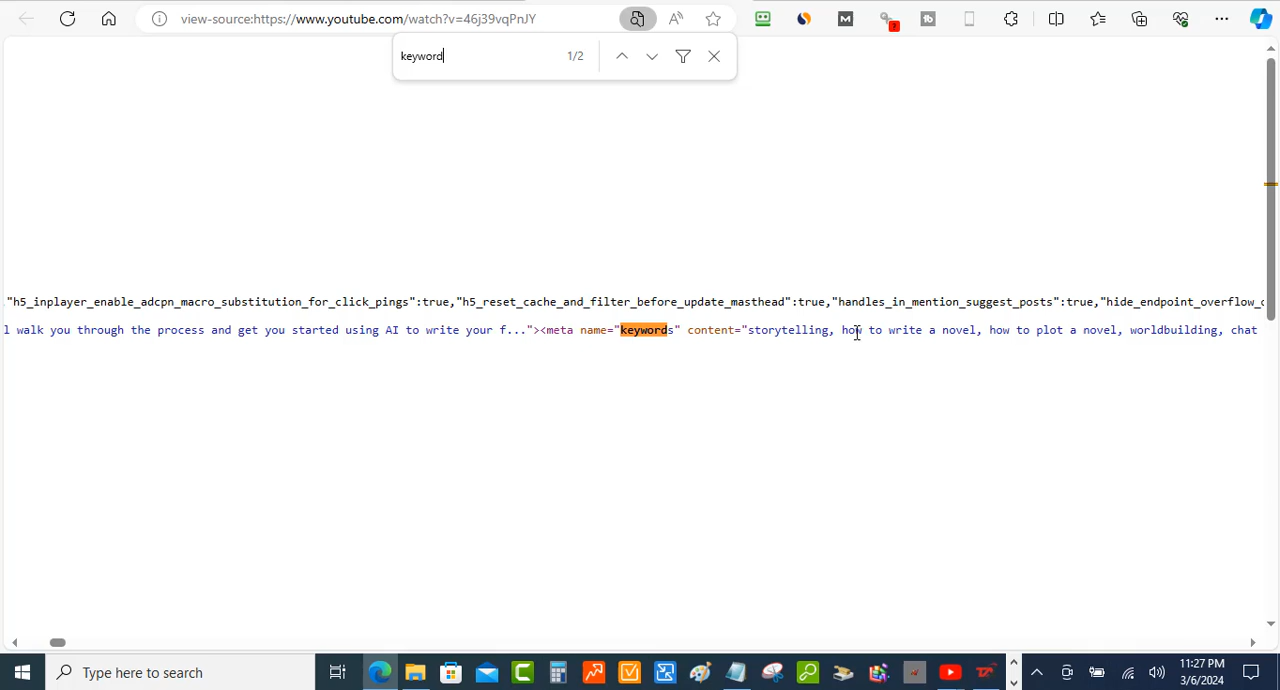 view-source:https://www.youtube.com/watch?v=46j39vqPnJY
keyword 1/2
"h5_inplayer_enable_adcpn_macro_substitution_for_click_pings":true,"h5_reset_cache_and_filter_before_update_masthead":true,"handles_in_mention_suggest_posts":true,"hide_endpoint_overflow_
l walk you through the process and get you started using AI to write your f..."><meta name="keywords" content="storytelling, how to write a novel, how to plot a novel, worldbuilding, chat
Type here to search
11:27 PM
3/6/2024